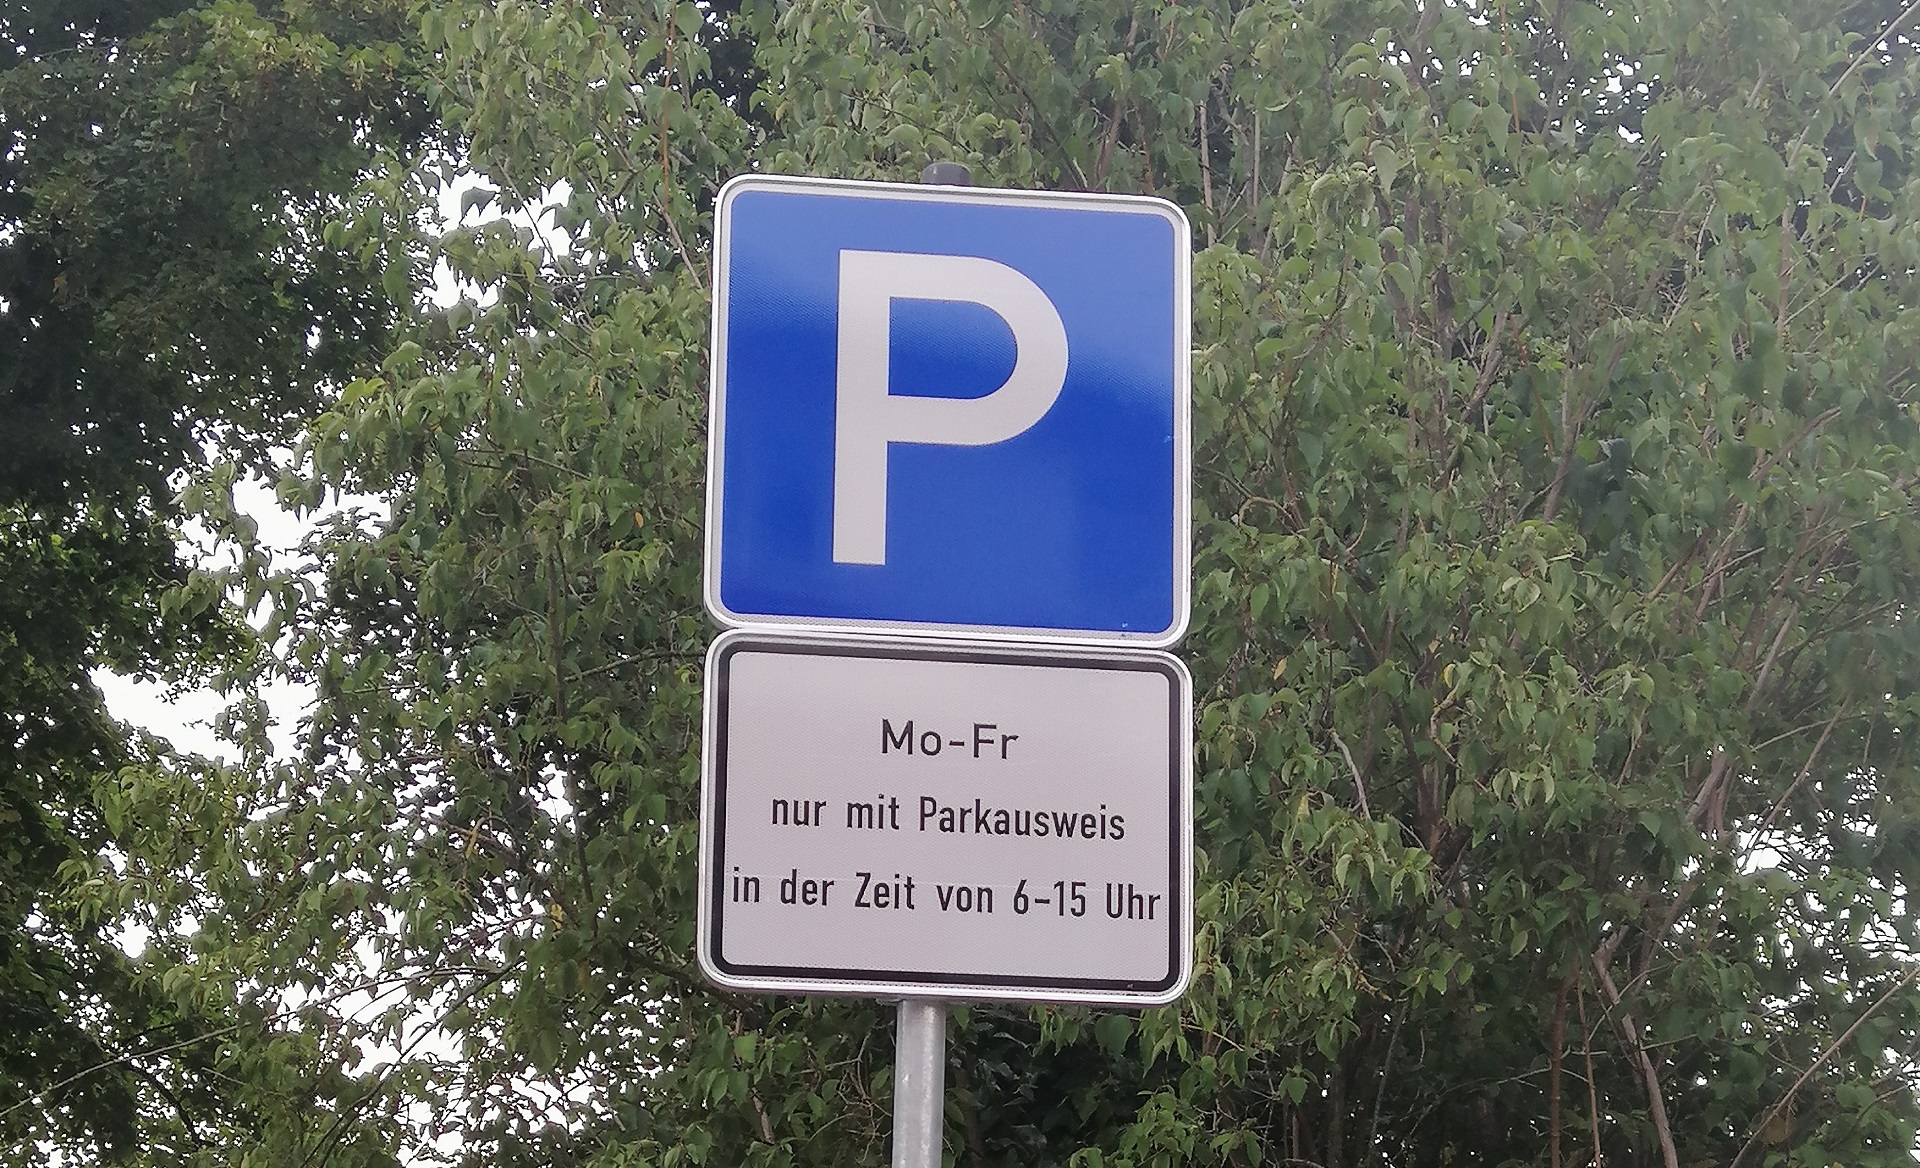 P
Mo-Fr
nur mit Parkausweis
in der Zeit von 6-15 Uhr